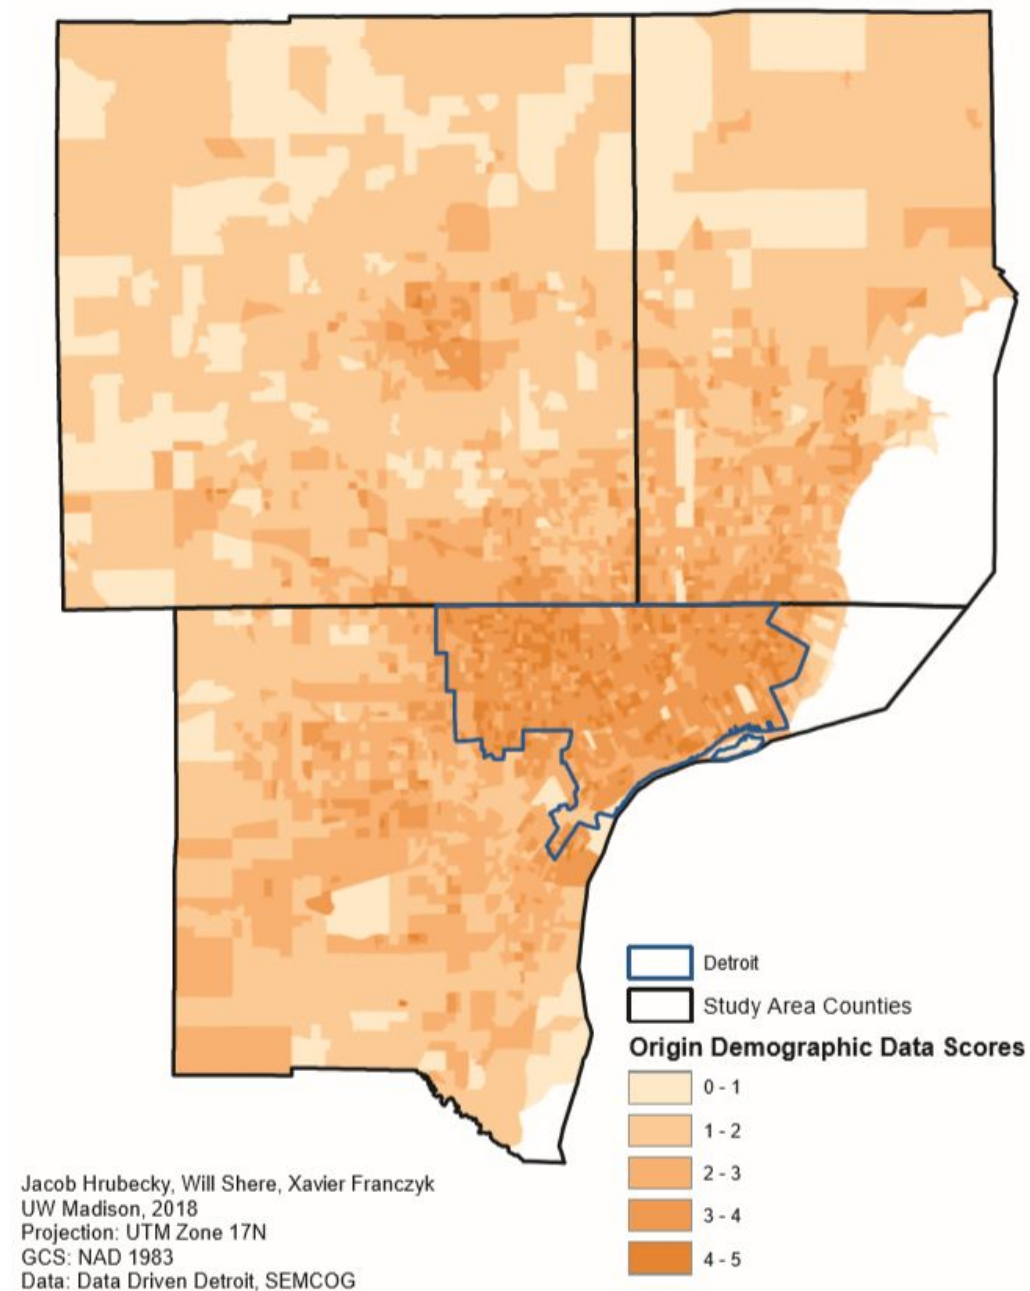 Detroit
Study Area Counties
Origin Demographic Data Scores
0 - 1
1 - 2
2 - 3
3 - 4
4 - 5
Jacob Hrubecky, Will Shere, Xavier Franczyk
UW Madison, 2018
Projection: UTM Zone 17N
GCS: NAD 1983
Data: Data Driven Detroit, SEMCOG